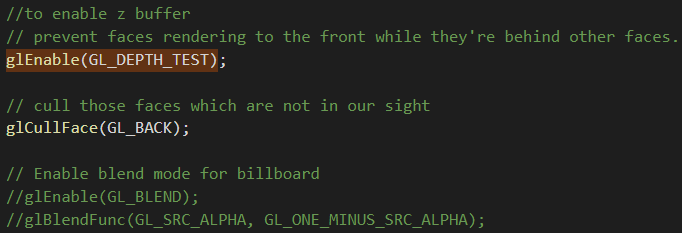 //to enable z buffer
// prevent faces rendering to the front while they're behind other faces.
glEnable(GL_DEPTH_TEST);
// cull those faces which are not in our sight
glCullFace(GL_BACK);
// Enable blend mode for billboard
//glEnable(GL_BLEND);
//glBlendFunc(GL_SRC_ALPHA, GL_ONE_MINUS_SRC_ALPHA);